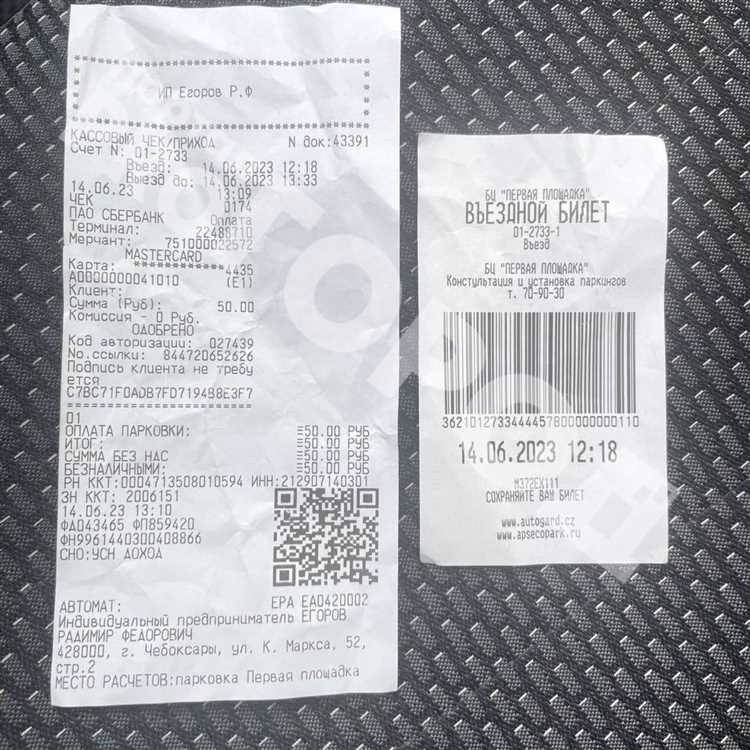 ИП Егоров Р.Ф
КАССОВЫЙ ЧЕК/ПРИХОД N док:43391
Счет N: 01-2733
Въезд: 14.06.2023 12:18
Выезд до: 14.06.2023 13:33
14.06.23 13:09
ЧЕК 0174
ПАО СБЕРБАНК Оплата
Терминал: 22486710
Мерчант: 751000022572
MASTERCARD
Карта: ************4435
A0000000041010 (E1)
Клиент:
Сумма (Руб): 50.00
Комиссия - 0 Руб.
ОДОБРЕНО
Код авторизации: 027439
No.ссылки: 844720652626
Подпись клиента не требу
ется
C7BC71F0ADB7FD719438E3F7
==============================
01
ОПЛАТА ПАРКОВКИ: =50.00 РУБ
ИТОГ: =50.00 РУБ
СУММА БЕЗ НАС =50.00 РУБ
БЕЗНАЛИЧНЫМИ: =50.00 РУБ
РН ККТ:0004713508010594 ИНН:212907140301
ЗН ККТ: 2006151
14.06.23 13:10
ФД043465 ФП859420
ФН9961440300408866
СНО:УСН ДОХОД
АВТОМАТ: EPA EA0420002
Индивидуальный предприниматель ЕГОРОВ
РАДИМИР ФЕДОРОВИЧ
428000, г. Чебоксары, ул. К. Маркса, 52,
стр.2
МЕСТО РАСЧЕТОВ:парковка Первая площадка
БЦ "ПЕРВАЯ ПЛОЩАДКА"
ВЪЕЗДНОЙ БИЛЕТ
01-2733-1
Въезд
БЦ "ПЕРВАЯ ПЛОЩАДКА"
Консультация и установка паркингов
т. 70-90-30
36210127334444578000000000110
14.06.2023 12:18
М372ЕХ111
СОХРАНЯЙТЕ ВАШ БИЛЕТ
www.autogard.cz
www.apsecopark.ru